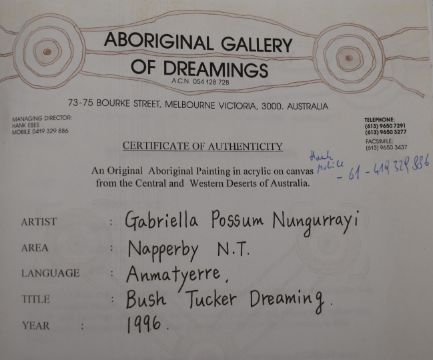 ABORIGINAL GALLERY
OF DREAMINGS
A.C.N. 054 128 728
73-75 BOURKE STREET, MELBOURNE VICTORIA, 3000. AUSTRALIA
MANAGING DIRECTOR:
HANK EBES
MOBILE 0419 329 886
TELEPHONE:
(613) 9650 7291
(613) 9650 3277
FACSIMILE:
(613) 9650 3437
CERTIFICATE OF AUTHENTICITY
An Original Aboriginal Painting in acrylic on canvas
from the Central and Western Deserts of Australia.
Hank
- 61 - 419 329 886
ARTIST : Gabriella Possum Nungurrayi
AREA : Napperby N.T.
LANGUAGE : Anmatyerre,
TITLE : Bush Tucker Dreaming.
YEAR : 1996.